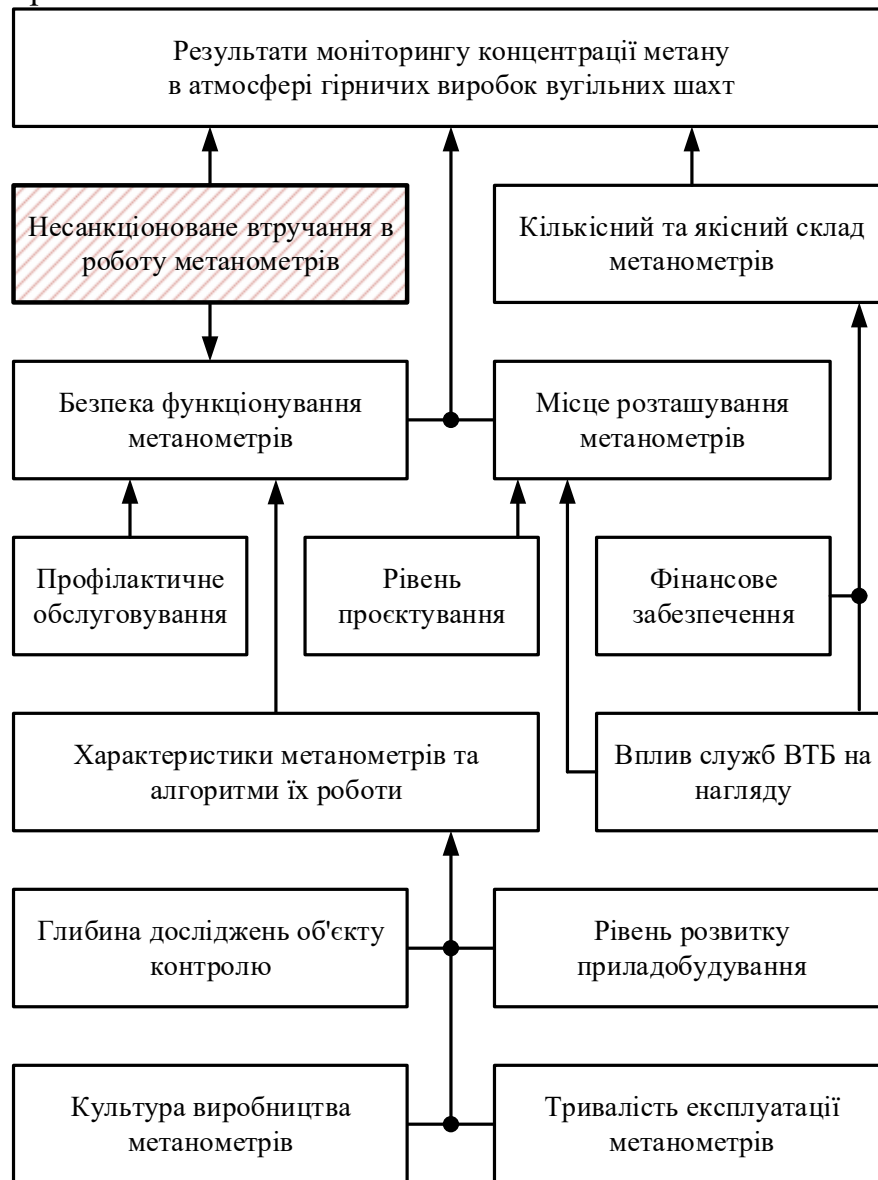 Результати моніторингу концентрації метану
в атмосфері гірничих виробок вугільних шахт
Несанкціоноване втручання в
роботу метанометрів
Кількісний та якісний склад
метанометрів
Безпека функціонування
метанометрів
Місце розташування
метанометрів
Профілактичне
обслуговування
Рівень
проєктування
Фінансове
забезпечення
Характеристики метанометрів та
алгоритми їх роботи
Вплив служб ВТБ на
нагляду
Глибина досліджень об'єкту
контролю
Рівень розвитку
приладобудування
Культура виробництва
метанометрів
Тривалість експлуатації
метанометрів